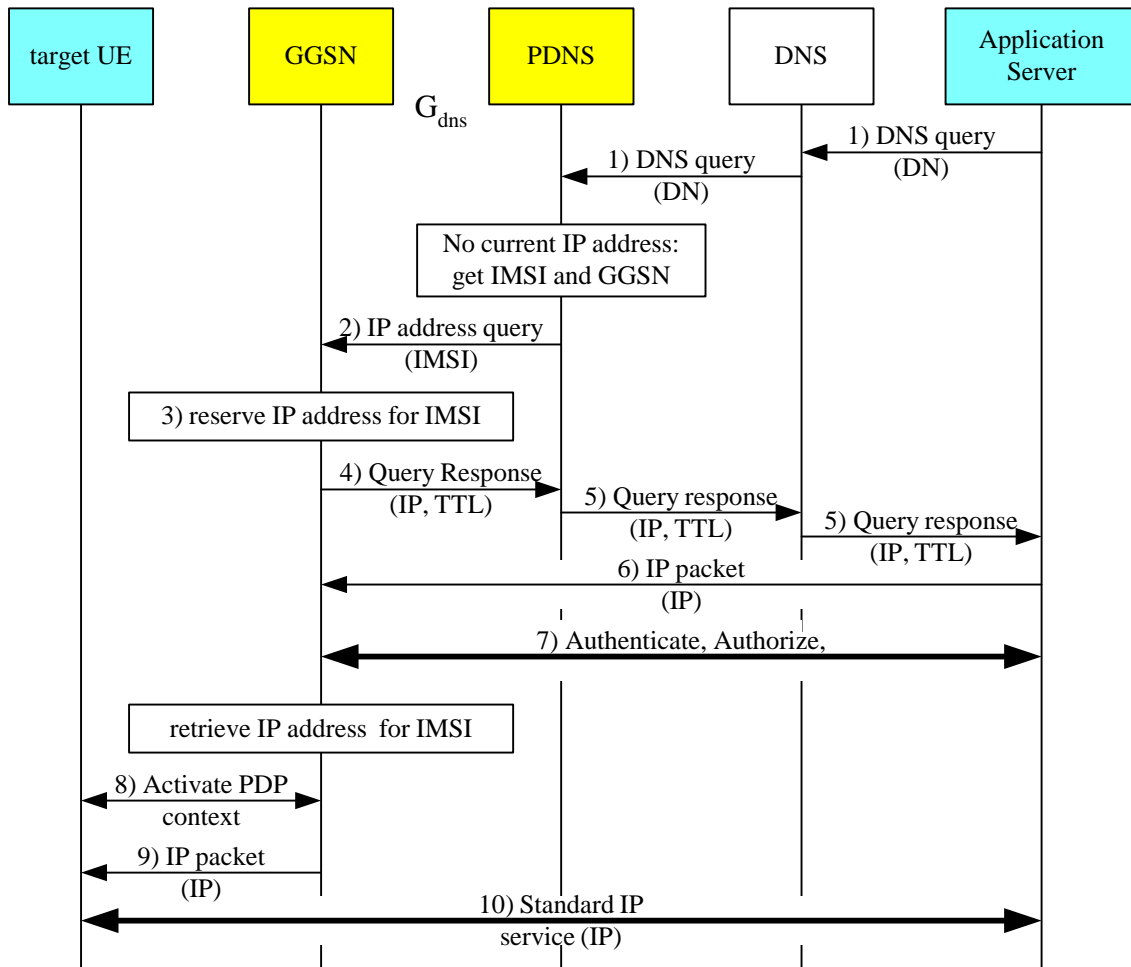 target UE
GGSN
PDNS
DNS
Application
Server
G_dns
1) DNS query
(DN)
1) DNS query
(DN)
No current IP address:
get IMSI and GGSN
2) IP address query
(IMSI)
3) reserve IP address for IMSI
4) Query Response
(IP, TTL)
5) Query response
(IP, TTL)
5) Query response
(IP, TTL)
6) IP packet
(IP)
7) Authenticate, Authorize,
retrieve IP address for IMSI
8) Activate PDP
context
9) IP packet
(IP)
10) Standard IP
service (IP)